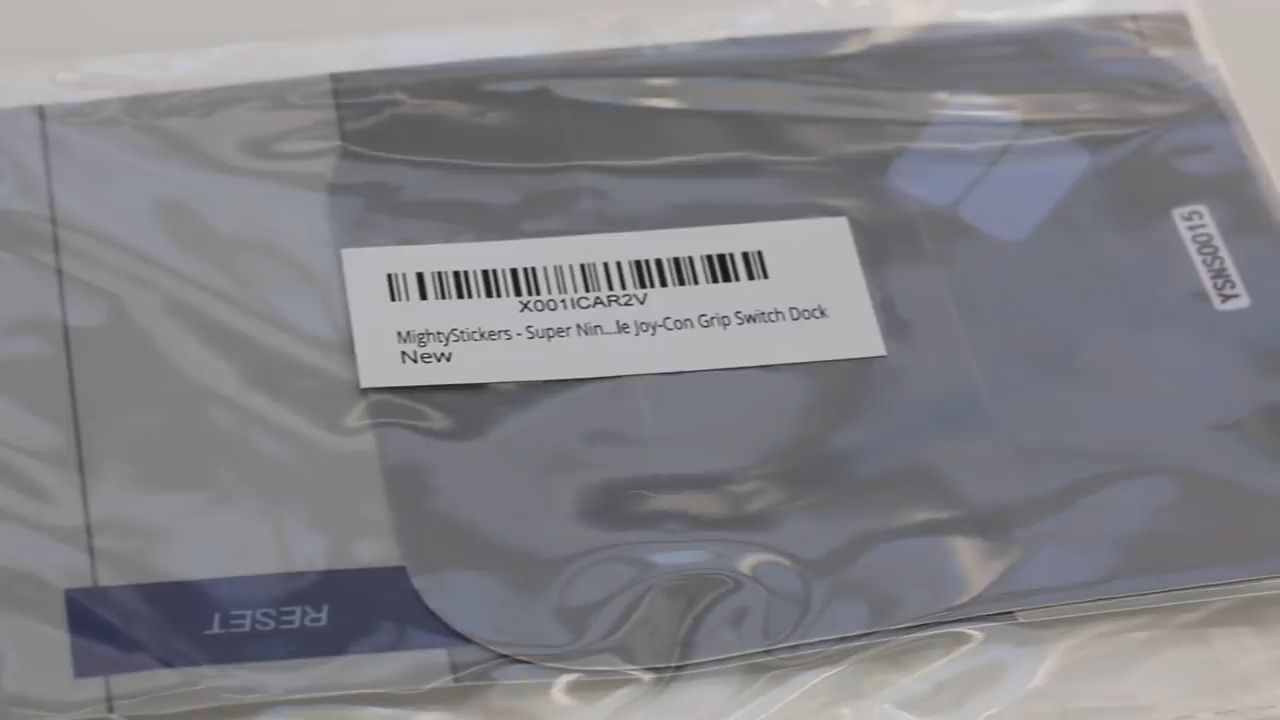 X001ICAR2V
MightyStickers - Super Nin...le Joy-Con Grip Switch Dock
New
YSNS0015
RESET